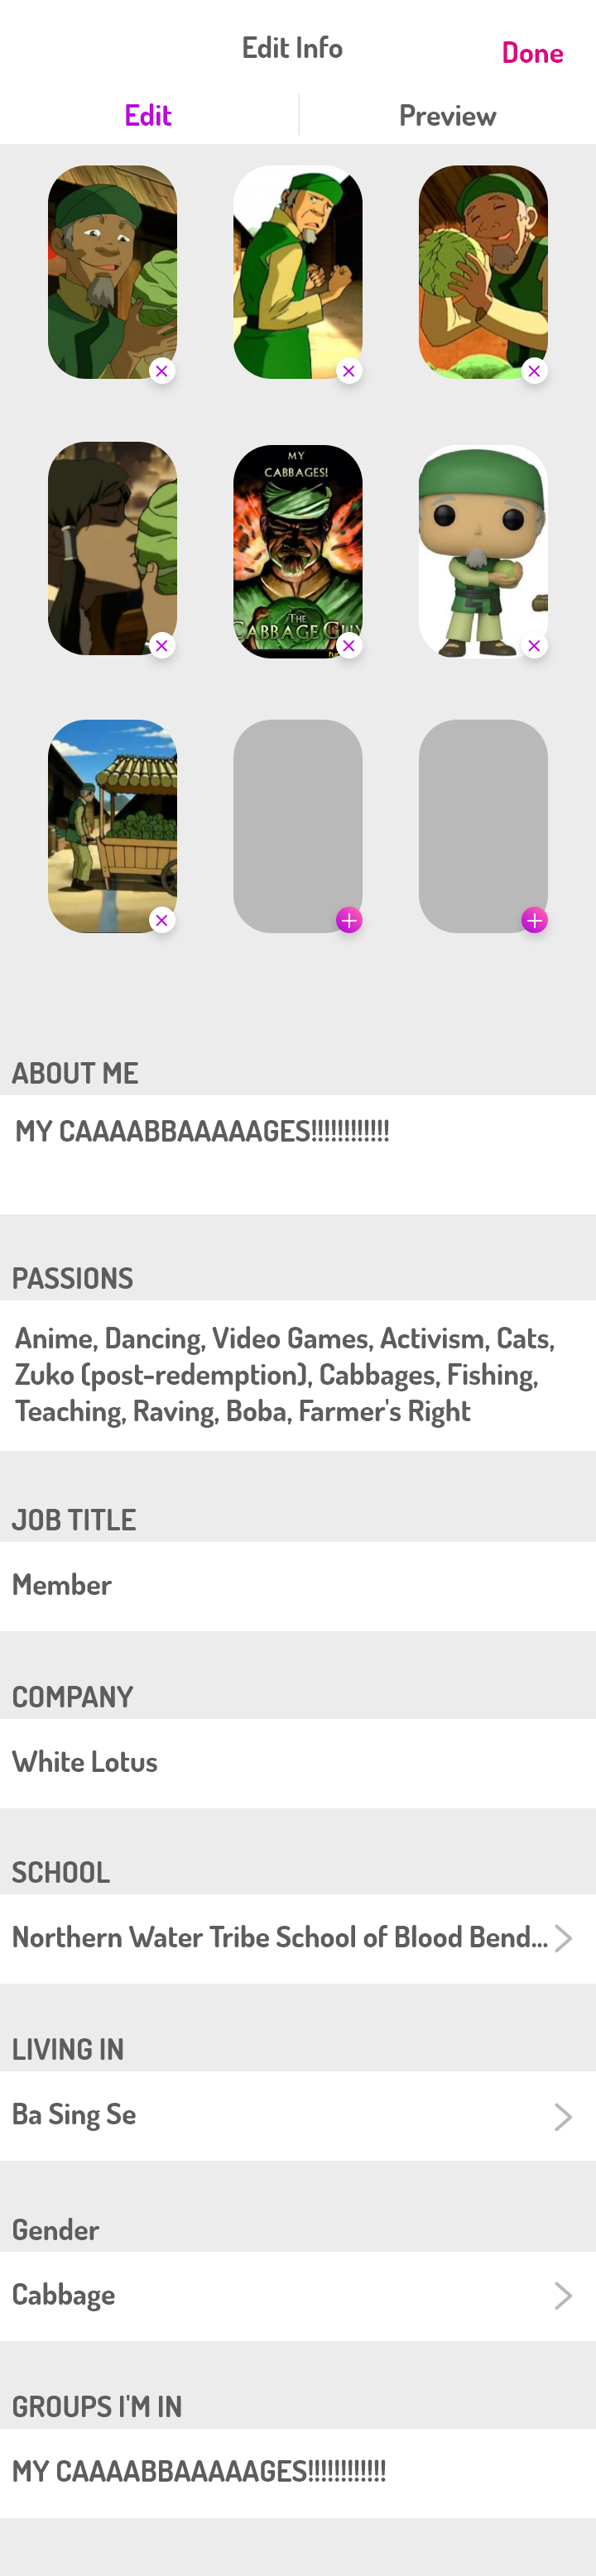 Edit Info
Done
Edit
Preview
MY
CABBAGES!
THE
CABBAGE GUY
ABOUT ME
MY CAAAABBAAAAAGES!!!!!!!!!!!!
PASSIONS
Anime, Dancing, Video Games, Activism, Cats,
Zuko (post-redemption), Cabbages, Fishing,
Teaching, Raving, Boba, Farmer's Right
JOB TITLE
Member
COMPANY
White Lotus
SCHOOL
Northern Water Tribe School of Blood Bend...
LIVING IN
Ba Sing Se
Gender
Cabbage
GROUPS I'M IN
MY CAAAABBAAAAAGES!!!!!!!!!!!!